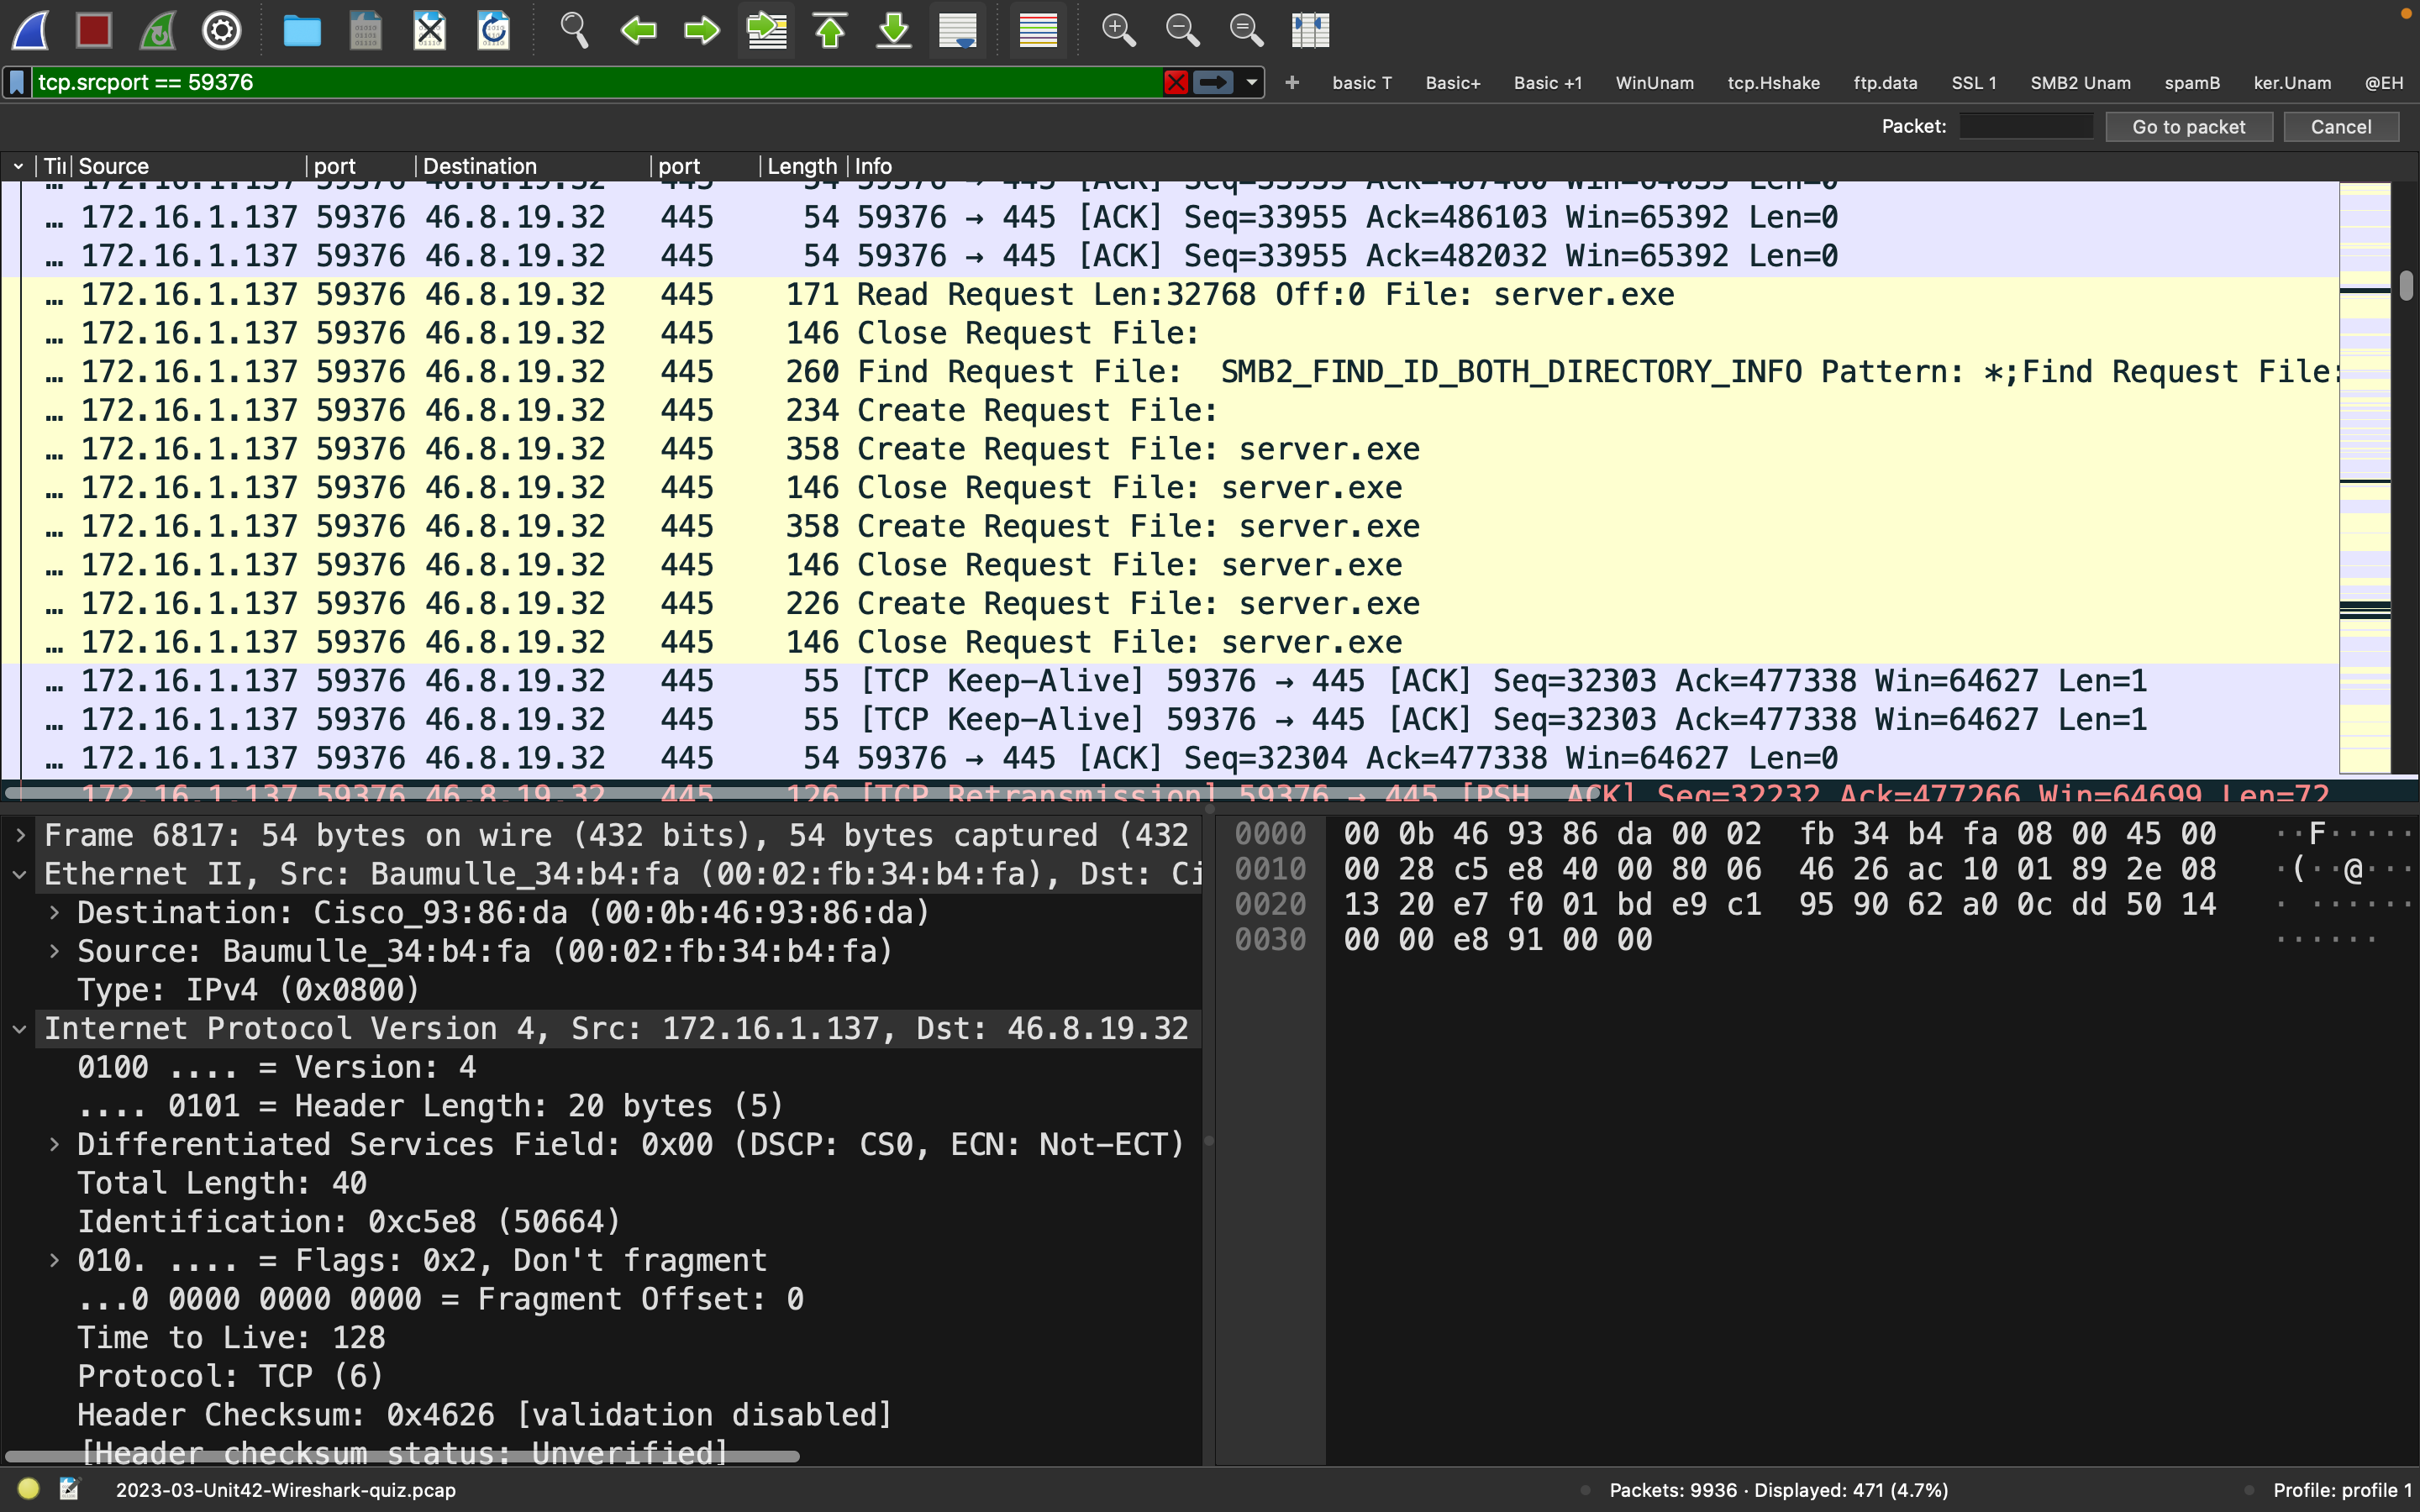 tcp.srcport == 59376
+ basic T Basic+ Basic +1 WinUnam tcp.Hshake ftp.data SSL 1 SMB2 Unam spamB ker.Unam @EH
Packet: Go to packet Cancel
Source port Destination port Length Info
172.16.1.137 59376 46.8.19.32 445 54 59376 → 445 [ACK] Seq=33955
… 172.16.1.137 59376 46.8.19.32 445 54 59376 → 445 [ACK] Seq=33955 Ack=486103 Win=65392 Len=0
… 172.16.1.137 59376 46.8.19.32 445 54 59376 → 445 [ACK] Seq=33955 Ack=482032 Win=65392 Len=0
… 172.16.1.137 59376 46.8.19.32 445 171 Read Request Len:32768 Off:0 File: server.exe
… 172.16.1.137 59376 46.8.19.32 445 146 Close Request File:
… 172.16.1.137 59376 46.8.19.32 445 260 Find Request File: SMB2_FIND_ID_BOTH_DIRECTORY_INFO Pattern: *;Find Request File:
… 172.16.1.137 59376 46.8.19.32 445 234 Create Request File:
… 172.16.1.137 59376 46.8.19.32 445 358 Create Request File: server.exe
… 172.16.1.137 59376 46.8.19.32 445 146 Close Request File: server.exe
… 172.16.1.137 59376 46.8.19.32 445 358 Create Request File: server.exe
… 172.16.1.137 59376 46.8.19.32 445 146 Close Request File: server.exe
… 172.16.1.137 59376 46.8.19.32 445 226 Create Request File: server.exe
… 172.16.1.137 59376 46.8.19.32 445 146 Close Request File: server.exe
… 172.16.1.137 59376 46.8.19.32 445 55 [TCP Keep-Alive] 59376 → 445 [ACK] Seq=32303 Ack=477338 Win=64627 Len=1
… 172.16.1.137 59376 46.8.19.32 445 55 [TCP Keep-Alive] 59376 → 445 [ACK] Seq=32303 Ack=477338 Win=64627 Len=1
… 172.16.1.137 59376 46.8.19.32 445 54 59376 → 445 [ACK] Seq=32304 Ack=477338 Win=64627 Len=0
172.16.1.137 59376 46.8.19.32 445 126 [TCP Retransmission] 59376 → 445 [PSH, ACK] Seq=32232 Ack=477266 Win=64699 Len=72
Frame 6817: 54 bytes on wire (432 bits), 54 bytes captured (432
Ethernet II, Src: Baumulle_34:b4:fa (00:02:fb:34:b4:fa), Dst: Ci
Destination: Cisco_93:86:da (00:0b:46:93:86:da)
Source: Baumulle_34:b4:fa (00:02:fb:34:b4:fa)
Type: IPv4 (0x0800)
Internet Protocol Version 4, Src: 172.16.1.137, Dst: 46.8.19.32
0100 .... = Version: 4
.... 0101 = Header Length: 20 bytes (5)
Differentiated Services Field: 0x00 (DSCP: CS0, ECN: Not-ECT)
Total Length: 40
Identification: 0xc5e8 (50664)
010. .... = Flags: 0x2, Don't fragment
...0 0000 0000 0000 = Fragment Offset: 0
Time to Live: 128
Protocol: TCP (6)
Header Checksum: 0x4626 [validation disabled]
[Header checksum status: Unverified]
0000 00 0b 46 93 86 da 00 02 fb 34 b4 fa 08 00 45 00 ··F·····
0010 00 28 c5 e8 40 00 80 06 46 26 ac 10 01 89 2e 08 ·(··@···
0020 13 20 e7 f0 01 bd e9 c1 95 90 62 a0 0c dd 50 14 · ······
0030 00 00 e8 91 00 00 ······
2023-03-Unit42-Wireshark-quiz.pcap Packets: 9936 · Displayed: 471 (4.7%) Profile: profile 1